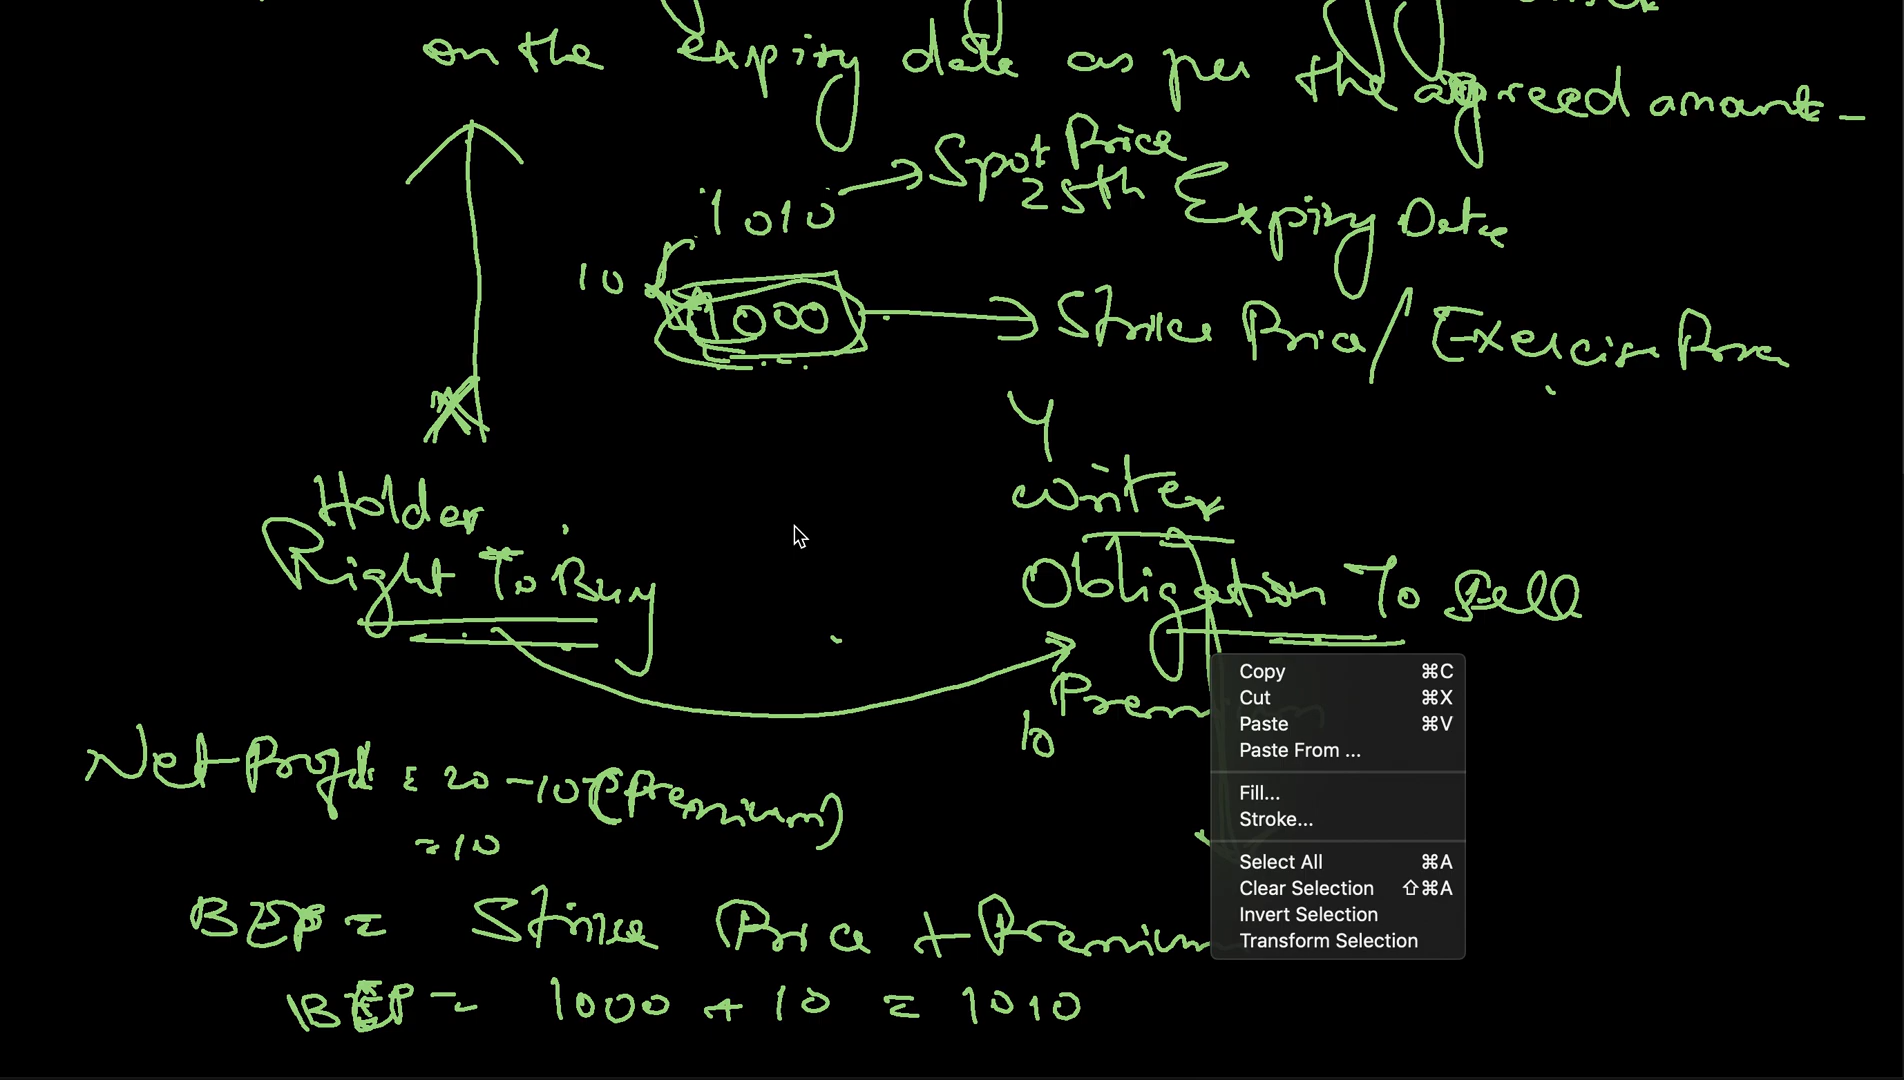 on the expiry date as per the agreed amount -
1010 → Spot Price
25th Expiry Date
10
1000 → Strike Price / Exercise Price
X
Y
Holder
writer
Right To Buy
Obligation To Sell
Premium
10
Net Profit = 20 - 10 (Premium)
= 10
BEP = Strike Price + Premium
BEP = 1000 + 10 = 1010
Copy ⌘C
Cut ⌘X
Paste ⌘V
Paste From ...
Fill...
Stroke...
Select All ⌘A
Clear Selection ⇧⌘A
Invert Selection
Transform Selection